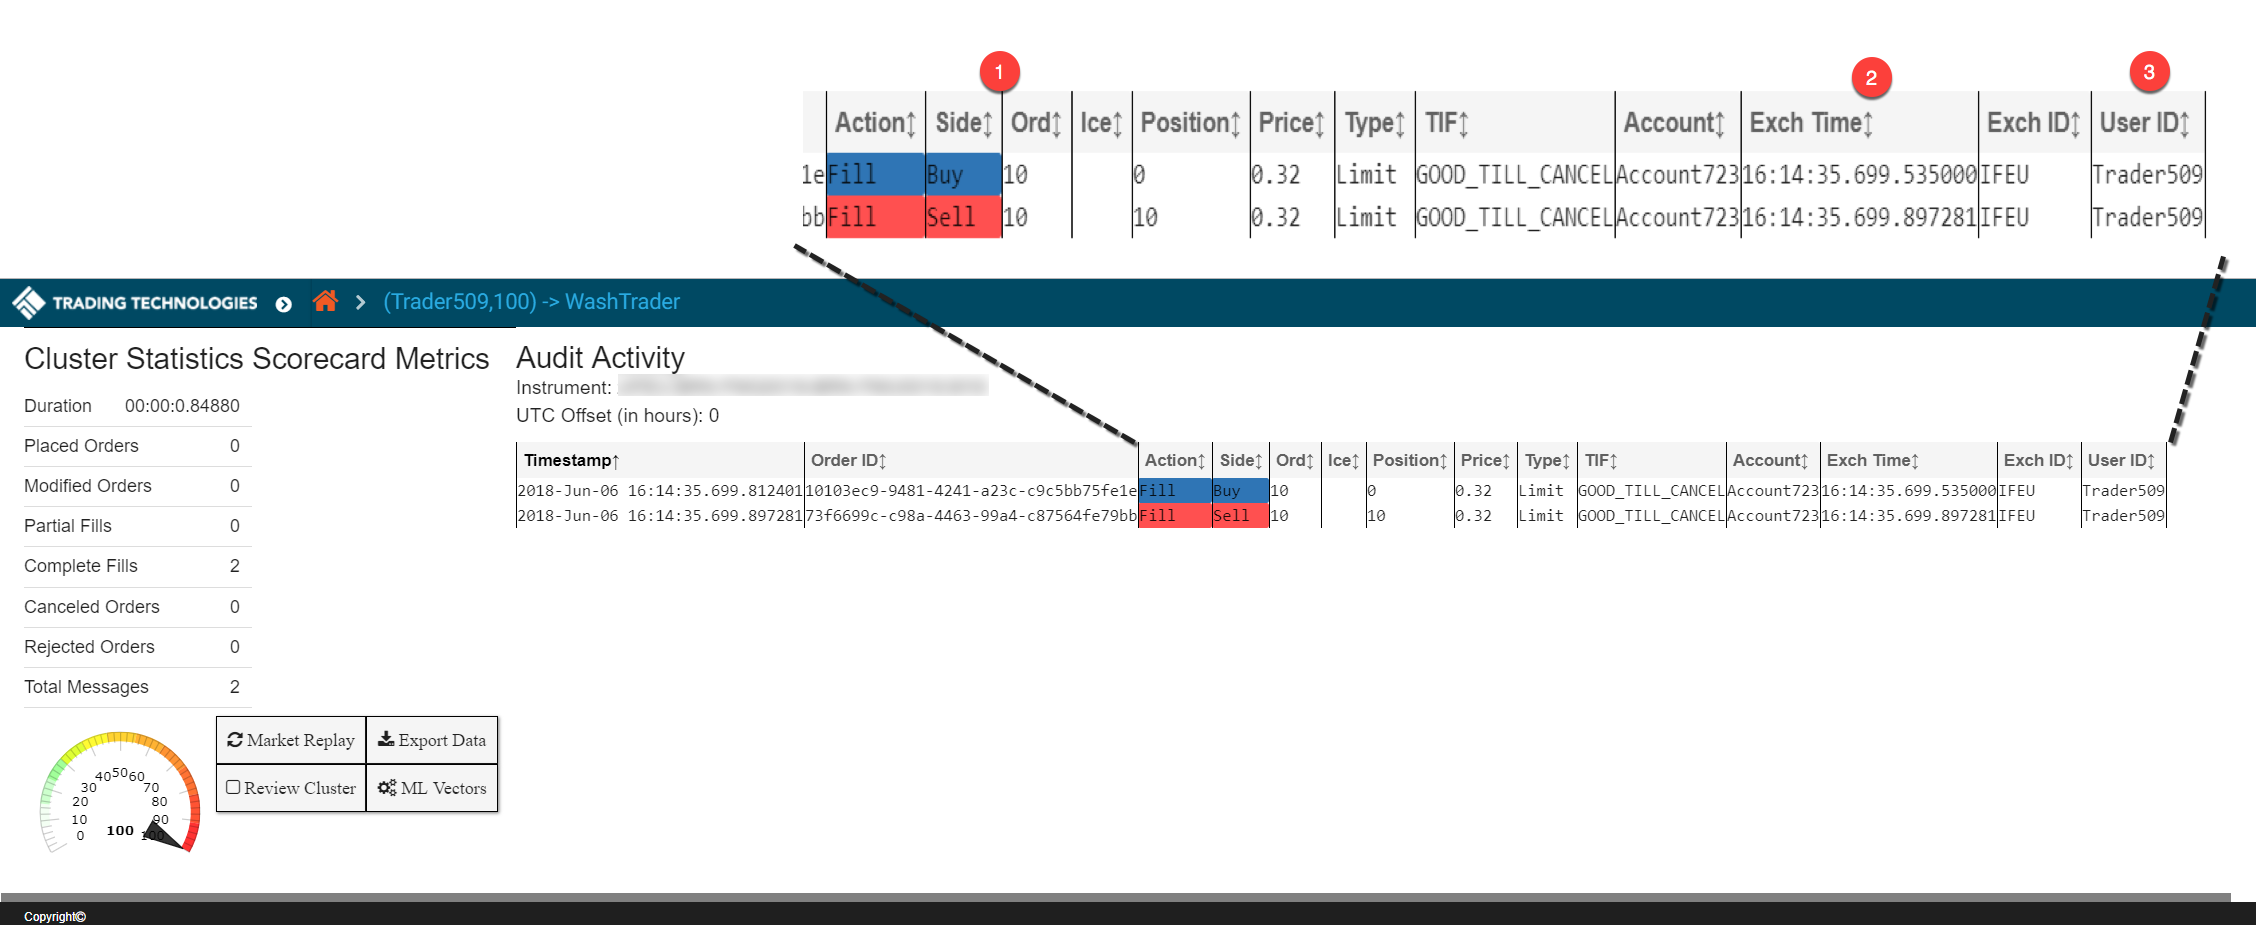 1 2 3
Action↕ Side↕ Ord↕ Ice↕ Position↕ Price↕ Type↕ TIF↕ Account↕ Exch Time↕ Exch ID↕ User ID↕
1e Fill Buy 10 0 0.32 Limit GOOD_TILL_CANCEL Account723 16:14:35.699.535000 IFEU Trader509
bb Fill Sell 10 10 0.32 Limit GOOD_TILL_CANCEL Account723 16:14:35.699.897281 IFEU Trader509
TRADING TECHNOLOGIES (Trader509,100) -> WashTrader
Cluster Statistics Scorecard Metrics
Duration 00:00:0.84880
Placed Orders 0
Modified Orders 0
Partial Fills 0
Complete Fills 2
Canceled Orders 0
Rejected Orders 0
Total Messages 2
0 10 20 30 40 50 60 70 80 90 100
100
Market Replay Export Data
Review Cluster ML Vectors
Audit Activity
Instrument:
UTC Offset (in hours): 0
Timestamp↑ Order ID↕ Action↕ Side↕ Ord↕ Ice↕ Position↕ Price↕ Type↕ TIF↕ Account↕ Exch Time↕ Exch ID↕ User ID↕
2018-Jun-06 16:14:35.699.812401 10103ec9-9481-4241-a23c-c9c5bb75fe1e Fill Buy 10 0 0.32 Limit GOOD_TILL_CANCEL Account723 16:14:35.699.535000 IFEU Trader509
2018-Jun-06 16:14:35.699.897281 73f6699c-c98a-4463-99a4-c87564fe79bb Fill Sell 10 10 0.32 Limit GOOD_TILL_CANCEL Account723 16:14:35.699.897281 IFEU Trader509
Copyright©